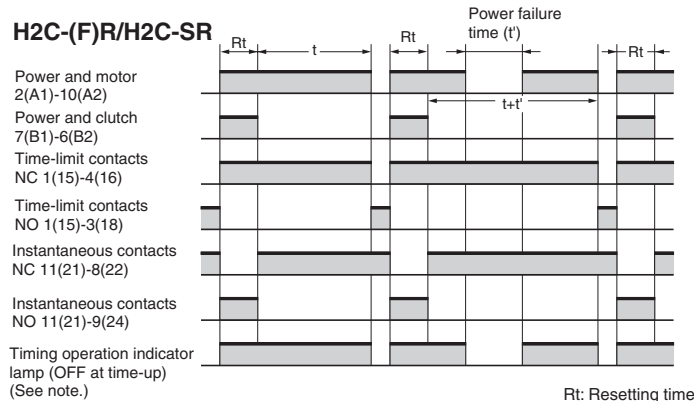 H2C-(F)R/H2C-SR
Power failure
time (t')
Rt
t
Rt
Rt
Power and motor
2(A1)-10(A2)
t+t'
Power and clutch
7(B1)-6(B2)
Time-limit contacts
NC 1(15)-4(16)
Time-limit contacts
NO 1(15)-3(18)
Instantaneous contacts
NC 11(21)-8(22)
Instantaneous contacts
NO 11(21)-9(24)
Timing operation indicator
lamp (OFF at time-up)
(See note.)
Rt: Resetting time